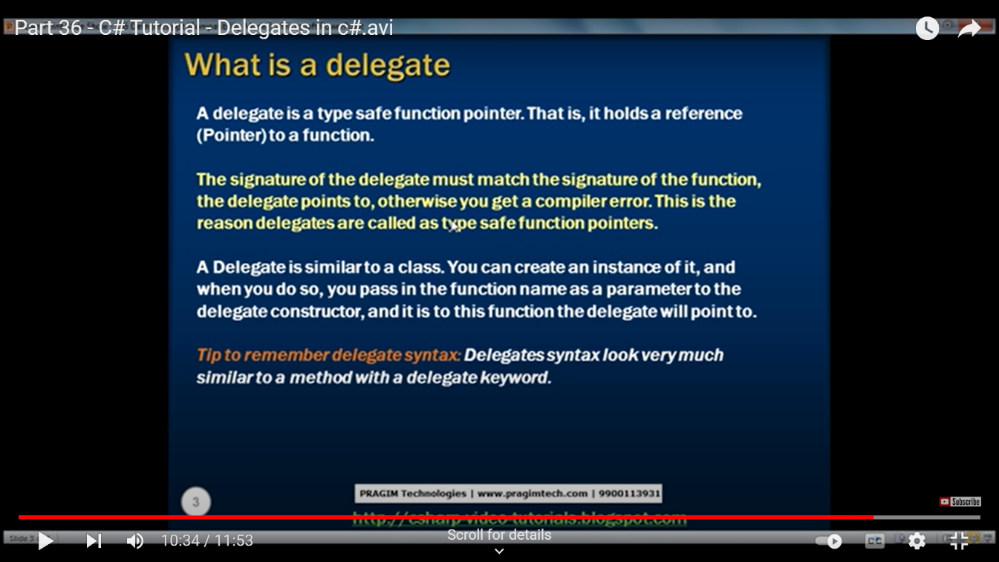 Part 36 - C# Tutorial - Delegates in c#.avi
What is a delegate
A delegate is a type safe function pointer. That is, it holds a reference
(Pointer) to a function.
The signature of the delegate must match the signature of the function,
the delegate points to, otherwise you get a compiler error. This is the
reason delegates are called as type safe function pointers.
A Delegate is similar to a class. You can create an instance of it, and
when you do so, you pass in the function name as a parameter to the
delegate constructor, and it is to this function the delegate will point to.
Tip to remember delegate syntax: Delegates syntax look very much
similar to a method with a delegate keyword.
3
PRAGIM Technologies | www.pragimtech.com | 9900113931
Subscribe
http://csharp-video-tutorials.blogspot.com
Scroll for details
Slide 3
10:34 / 11:53
CC